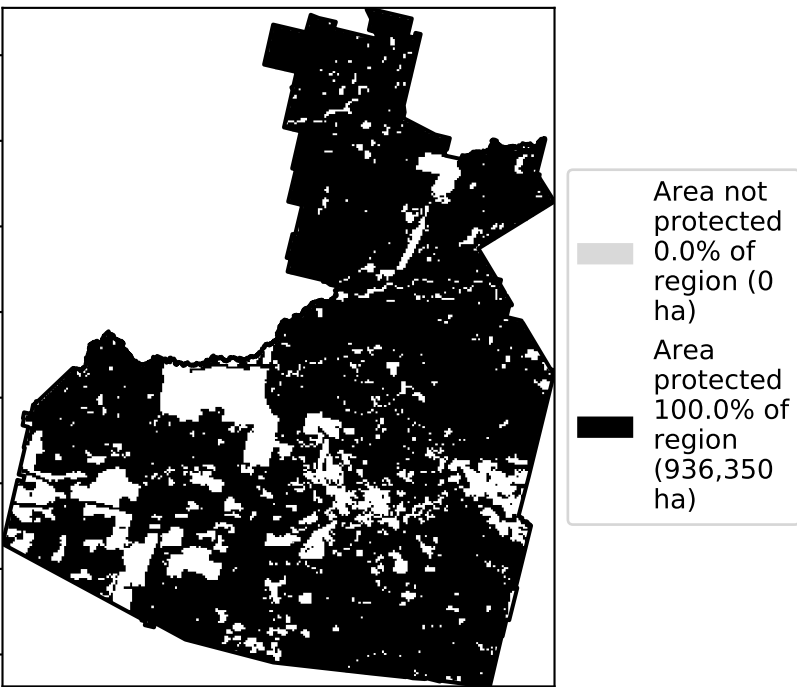 Area not
protected
0.0% of
region (0
ha)
Area
protected
100.0% of
region
(936,350
ha)